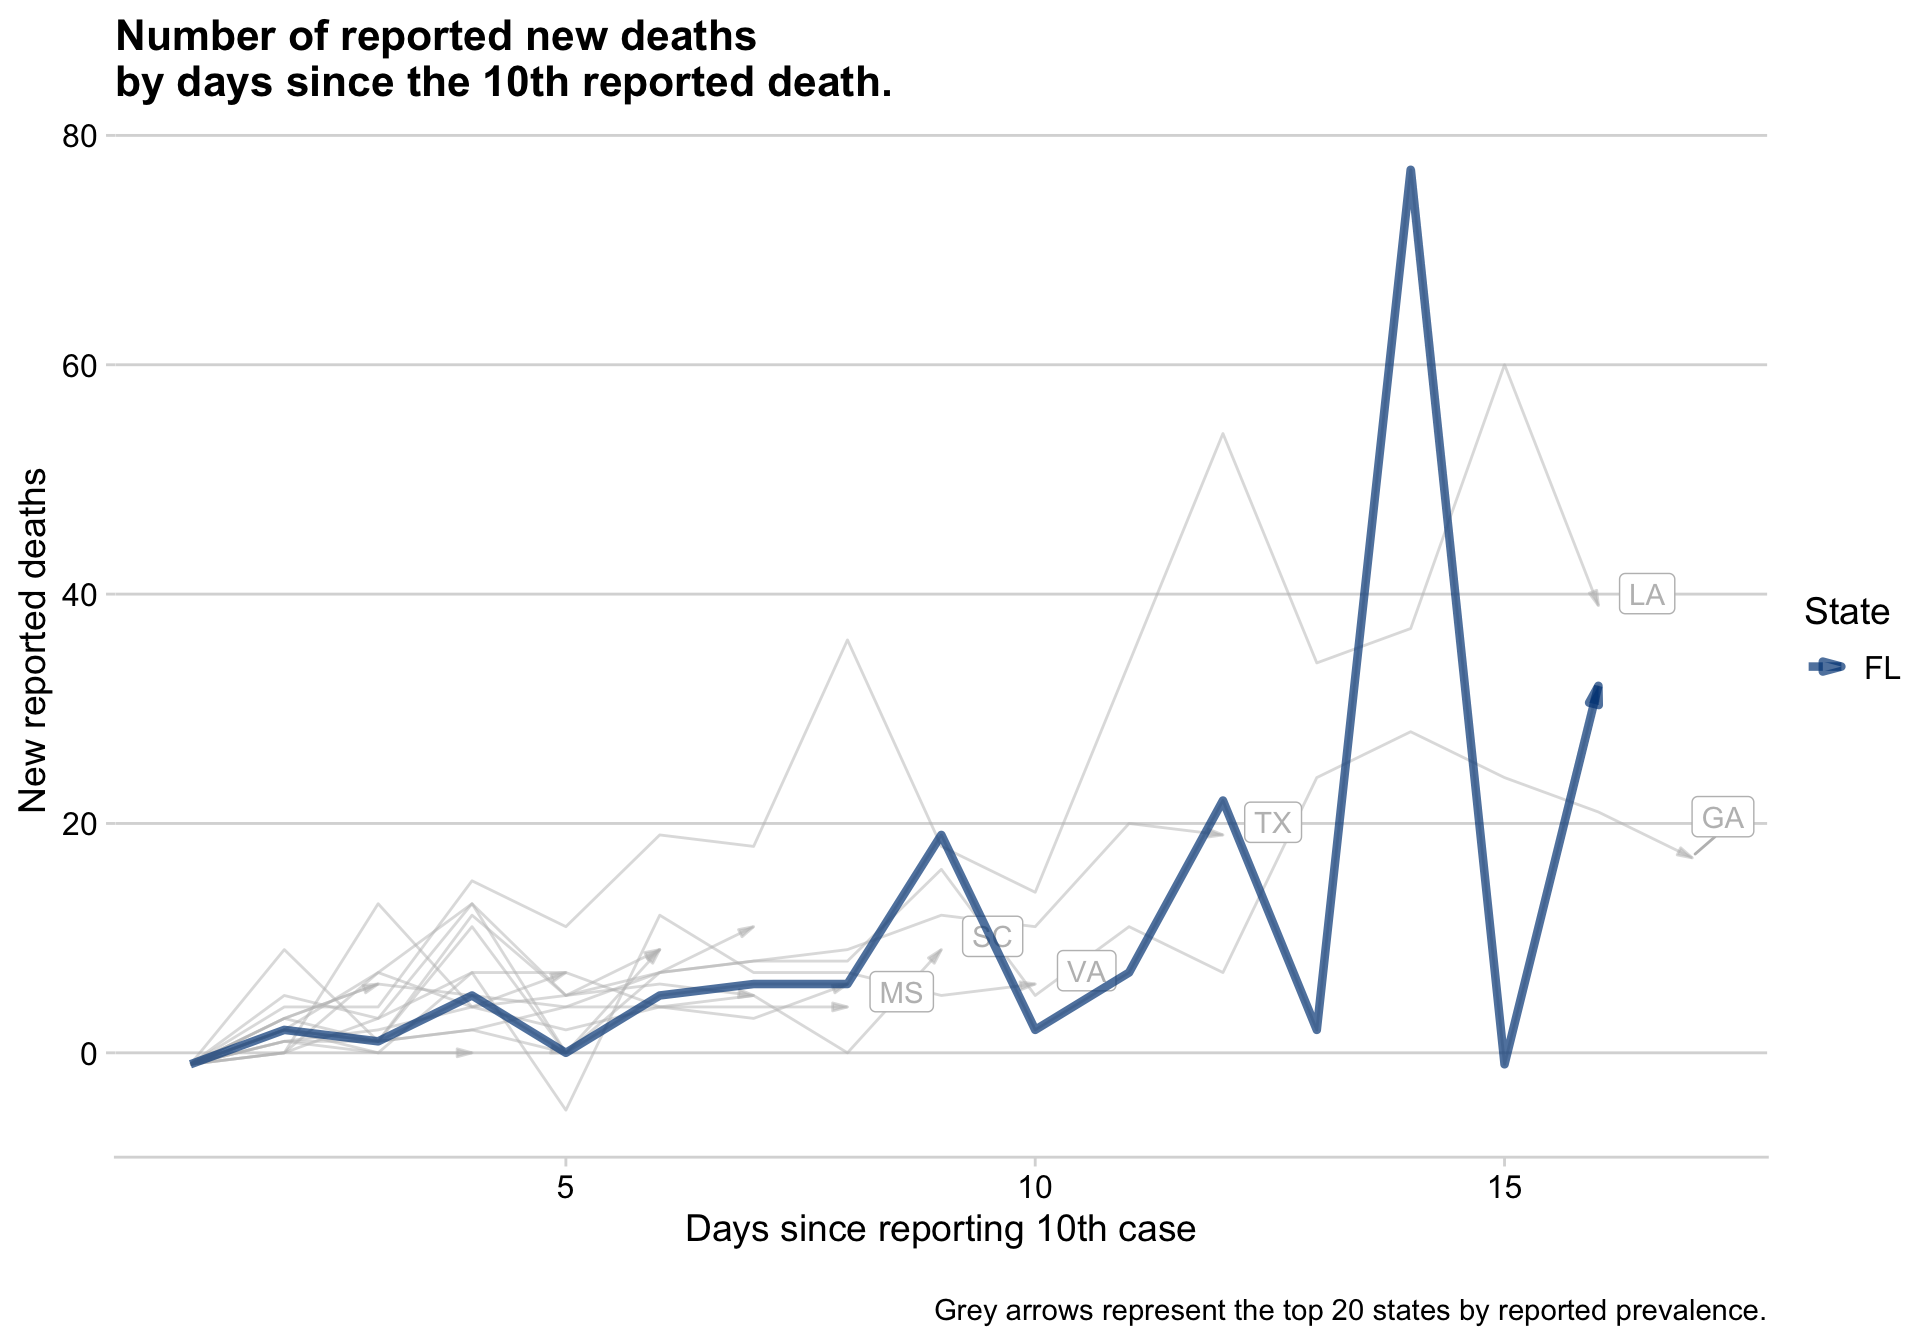 Number of reported new deaths
by days since the 10th reported death.
80
60
40
20
0
New reported deaths
LA
GA
TX
SC
VA
MS
State
FL
5
10
15
Days since reporting 10th case
Grey arrows represent the top 20 states by reported prevalence.